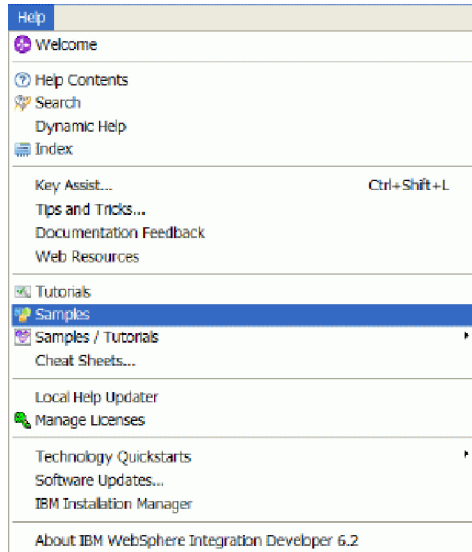 Help
Welcome
Help Contents
Search
Dynamic Help
Index
Key Assist... Ctrl+Shift+L
Tips and Tricks...
Documentation Feedback
Web Resources
Tutorials
Samples
Samples / Tutorials
Cheat Sheets...
Local Help Updater
Manage Licenses
Technology Quickstarts
Software Updates...
IBM Installation Manager
About IBM WebSphere Integration Developer 6.2